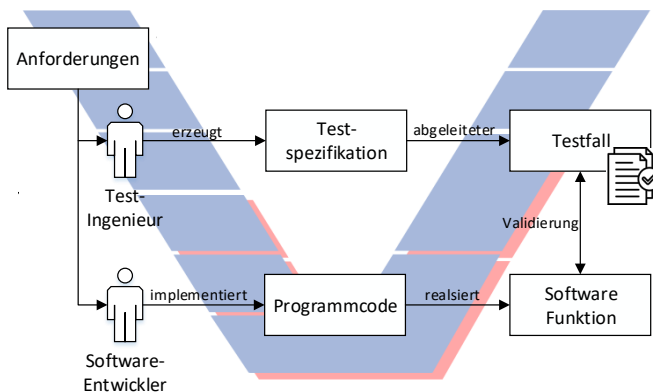 Anforderungen
erzeugt
Test-
spezifikation
abgeleiteter
Testfall
Test-
Ingenieur
Validierung
implementiert
Programmcode
realsiert
Software
Funktion
Software-
Entwickler